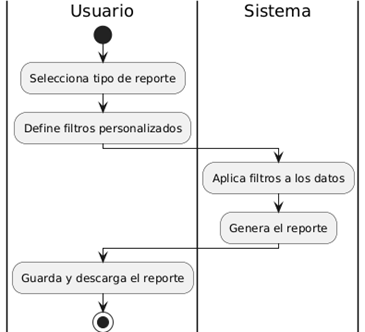 Usuario
Sistema
Selecciona tipo de reporte
Define filtros personalizados
Aplica filtros a los datos
Genera el reporte
Guarda y descarga el reporte